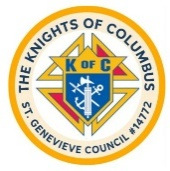 THE KNIGHTS OF COLUMBUS
K OF C
ST. GENEVIEVE COUNCIL #14772